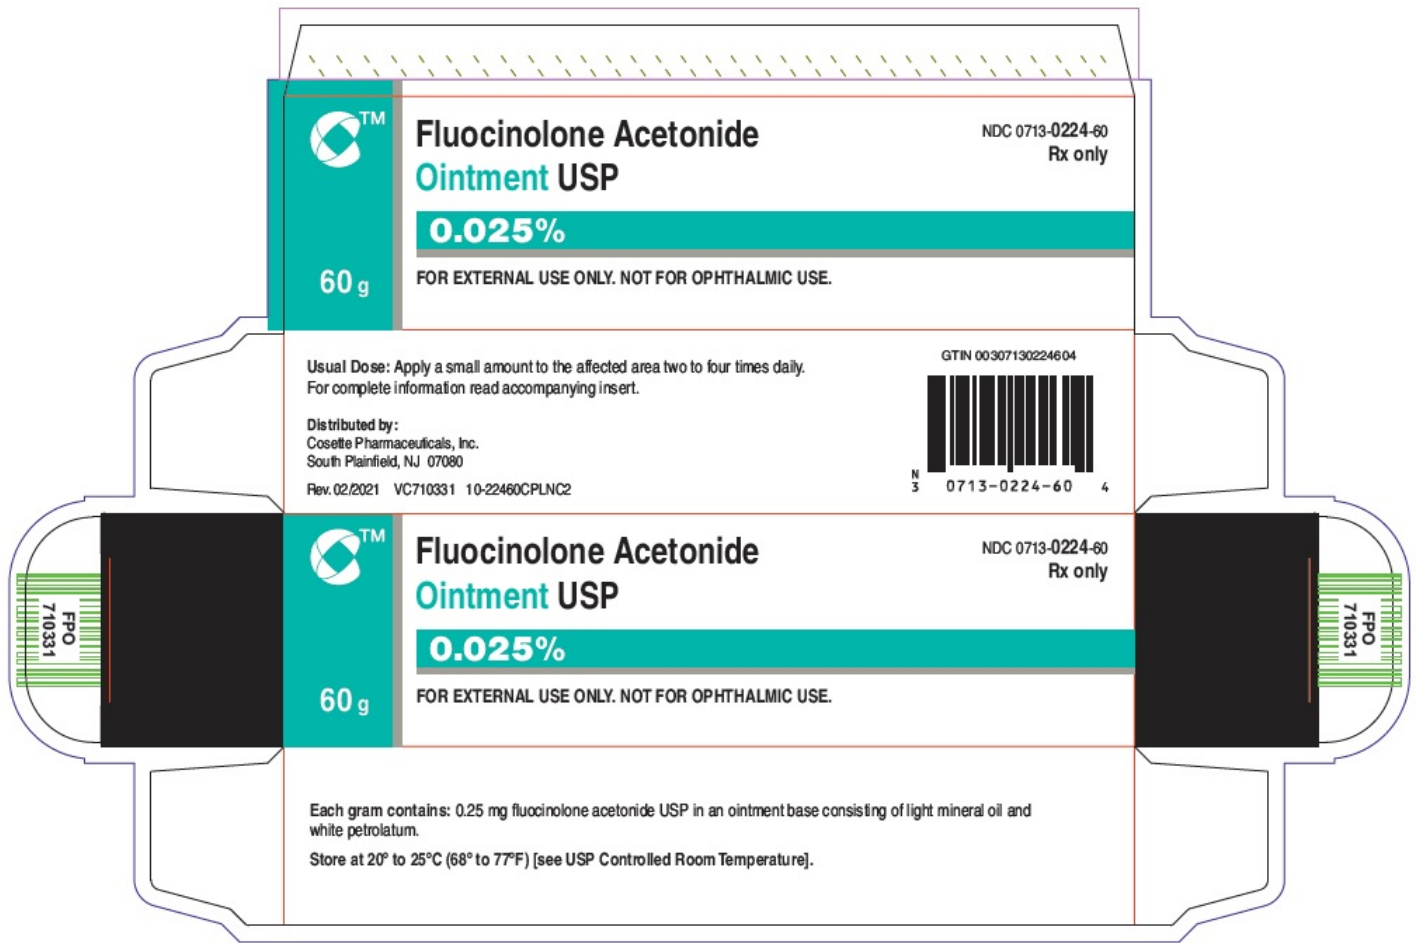 TM
Fluocinolone Acetonide
Ointment USP
NDC 0713-0224-60
Rx only
0.025%
60 g
FOR EXTERNAL USE ONLY. NOT FOR OPHTHALMIC USE.
Usual Dose: Apply a small amount to the affected area two to four times daily.
For complete information read accompanying insert.
Distributed by:
Cosette Pharmaceuticals, Inc.
South Plainfield, NJ 07080
Rev. 02/2021 VC710331 10-22460CPLNC2
GTIN 00307130224604
N
3 0713-0224-60 4
TM
Fluocinolone Acetonide
Ointment USP
NDC 0713-0224-60
Rx only
0.025%
60 g
FOR EXTERNAL USE ONLY. NOT FOR OPHTHALMIC USE.
FPO
710331
FPO
710331
Each gram contains: 0.25 mg fluocinolone acetonide USP in an ointment base consisting of light mineral oil and
white petrolatum.
Store at 20° to 25°C (68° to 77°F) [see USP Controlled Room Temperature].